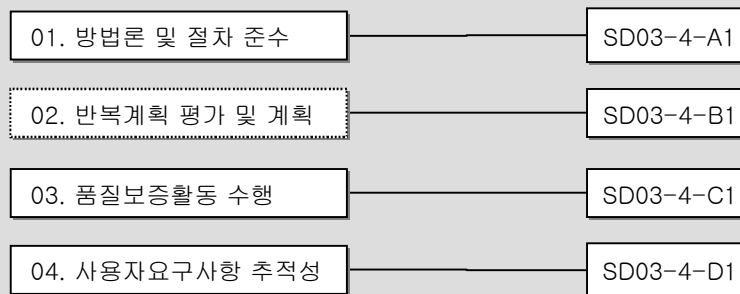 01. 방법론 및 절차 준수 SD03-4-A1
02. 반복계획 평가 및 계획 SD03-4-B1
03. 품질보증활동 수행 SD03-4-C1
04. 사용자요구사항 추적성 SD03-4-D1